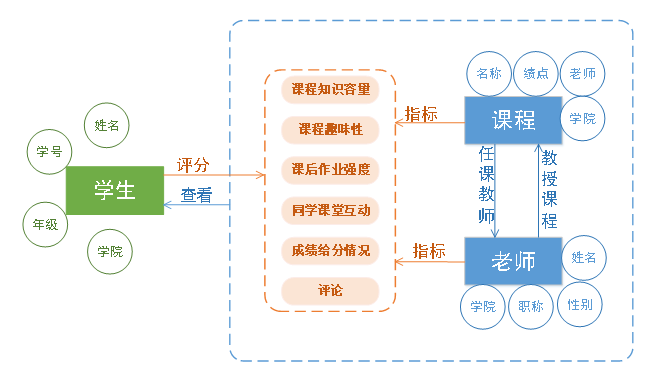 姓名
学号
学生
年级
学院
评分
查看
课程知识容量
课程趣味性
课后作业强度
同学课堂互动
成绩给分情况
评论
指标
指标
名称
绩点
老师
课程
学院
任课教师
教授课程
老师
姓名
学院
职称
性别